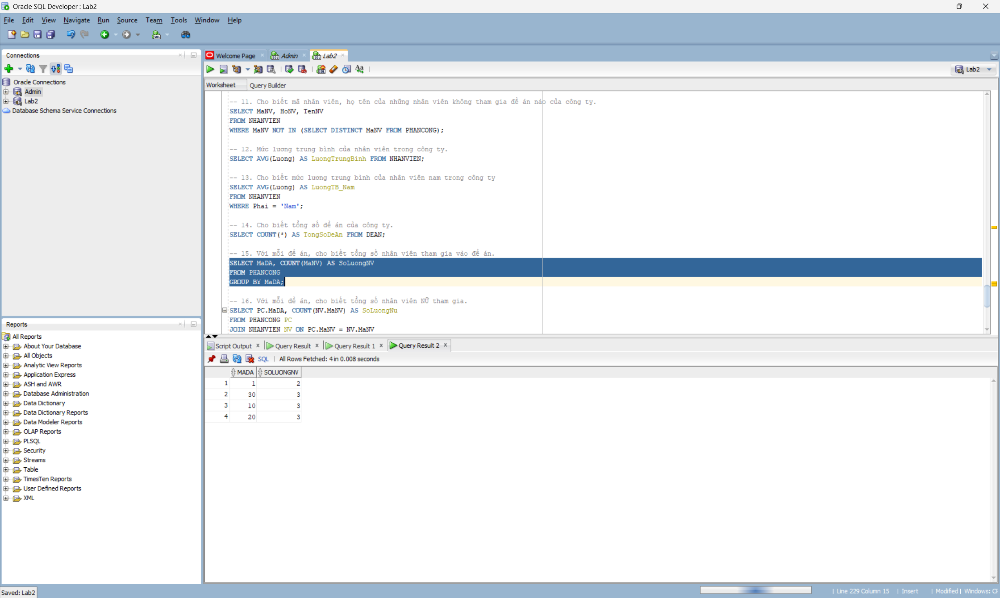 Oracle SQL Developer : Lab2
File Edit View Navigate Run Source Team Tools Window Help
Connections
Oracle Connections
Admin
Lab2
Database Schema Service Connections
Reports
All Reports
About Your Database
All Objects
Analytic View Reports
Application Express
ASH and AWR
Database Administration
Data Dictionary
Data Dictionary Reports
Data Modeler Reports
OLAP Reports
PLSQL
Security
Streams
Table
TimesTen Reports
User Defined Reports
XML
Welcome Page Admin Lab2
Lab2
Worksheet Query Builder
-- 11. Cho biết mã nhân viên, họ tên của những nhân viên không tham gia đề án nào của công ty.
SELECT MaNV, HoNV, TenNV
FROM NHANVIEN
WHERE MaNV NOT IN (SELECT DISTINCT MaNV FROM PHANCONG);
-- 12. Mức lương trung bình của nhân viên trong công ty.
SELECT AVG(Luong) AS LuongTrungBinh FROM NHANVIEN;
-- 13. Cho biết mức lương trung bình của nhân viên nam trong công ty
SELECT AVG(Luong) AS LuongTB_Nam
FROM NHANVIEN
WHERE Phai = 'Nam';
-- 14. Cho biết tổng số đề án của công ty.
SELECT COUNT(*) AS TongSoDeAn FROM DEAN;
-- 15. Với mỗi đề án, cho biết tổng số nhân viên tham gia vào đề án.
SELECT MaDA, COUNT(MaNV) AS SoLuongNV
FROM PHANCONG
GROUP BY MaDA;
-- 16. Với mỗi đề án, cho biết tổng số nhân viên NỮ tham gia.
SELECT PC.MaDA, COUNT(NV.MaNV) AS SoLuongNu
FROM PHANCONG PC
JOIN NHANVIEN NV ON PC.MaNV = NV.MaNV
Script Output Query Result Query Result 1 Query Result 2
SQL | All Rows Fetched: 4 in 0.008 seconds
MADA SOLUONGNV
1 1 2
2 30 3
3 10 3
4 20 3
Saved: Lab2
| Line 229 Column 15 | Insert | Modified | Windows: CF